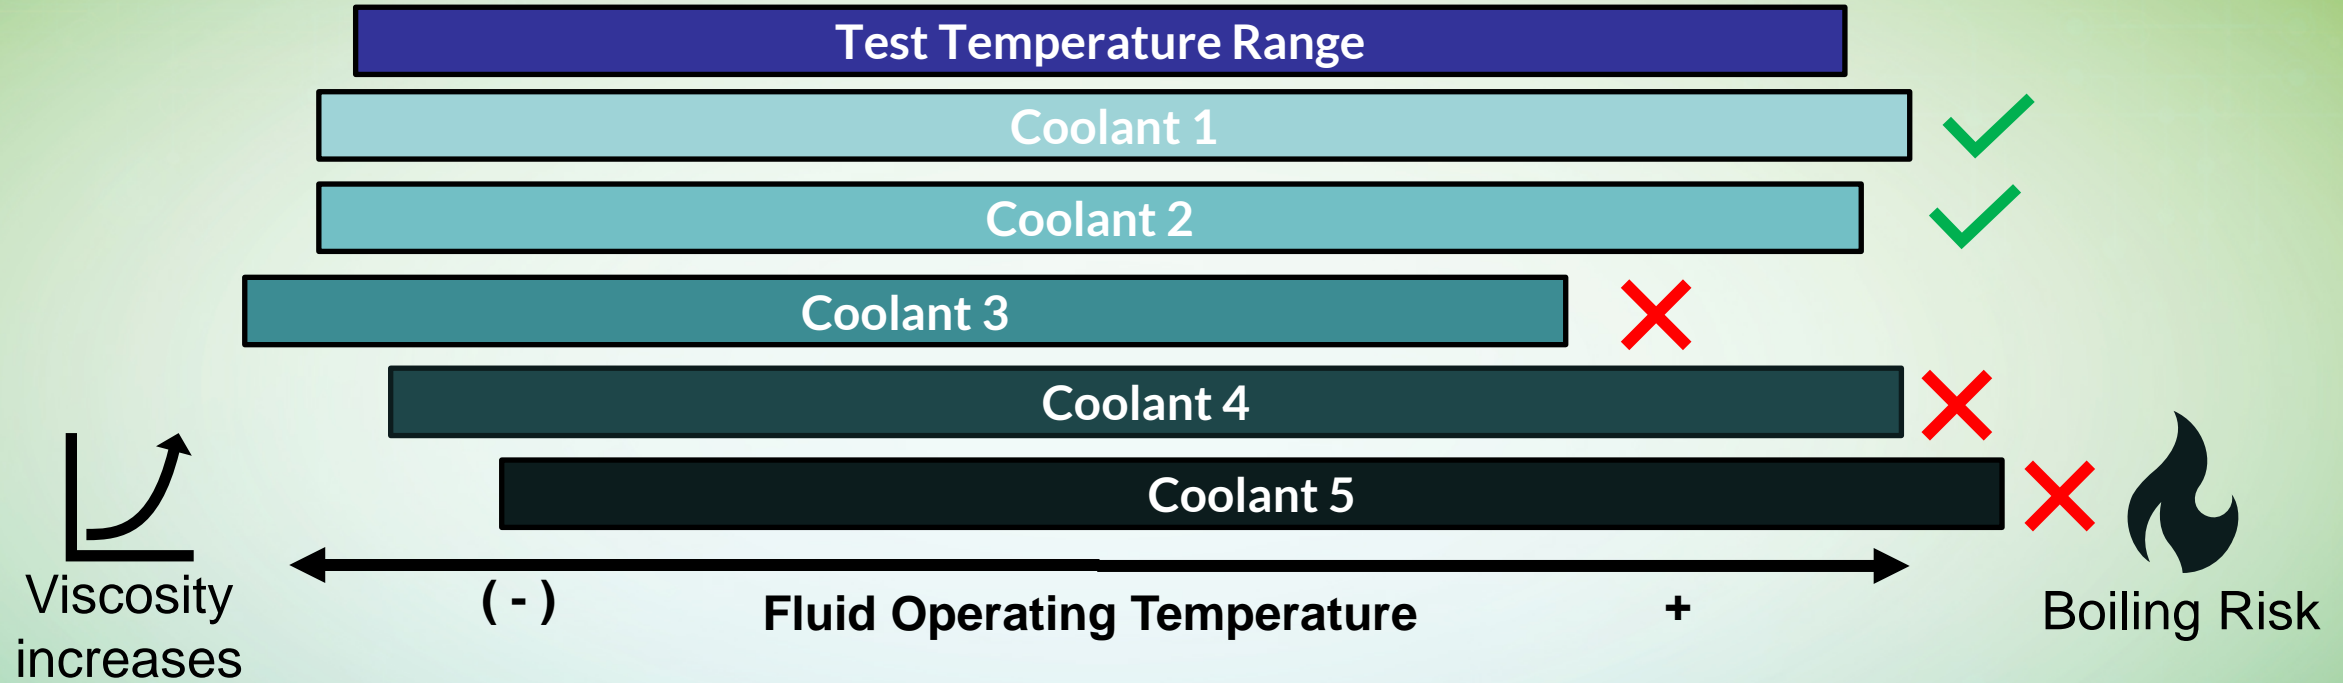 Test Temperature Range
Coolant 1
Coolant 2
Coolant 3
Coolant 4
Coolant 5
Viscosity
increases
( - )
Fluid Operating Temperature
+
Boiling Risk